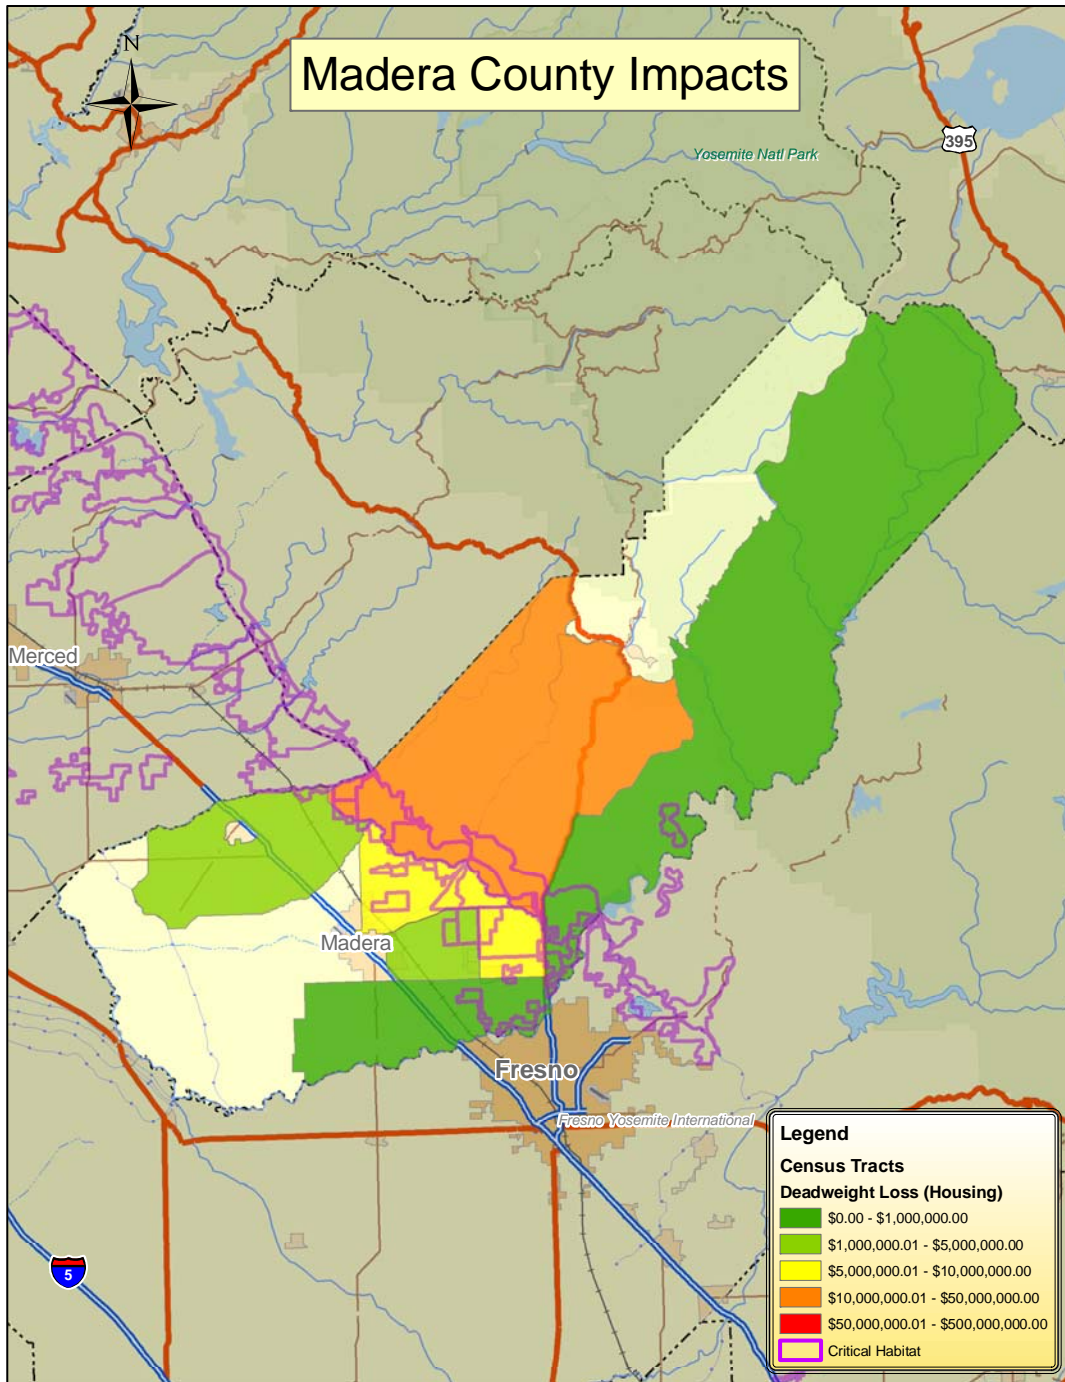 N
Madera County Impacts
Yosemite Natl Park
395
Merced
Madera
Fresno
Fresno Yosemite International
5
Legend
Census Tracts
Deadweight Loss (Housing)
$0.00 - $1,000,000.00
$1,000,000.01 - $5,000,000.00
$5,000,000.01 - $10,000,000.00
$10,000,000.01 - $50,000,000.00
$50,000,000.01 - $500,000,000.00
Critical Habitat